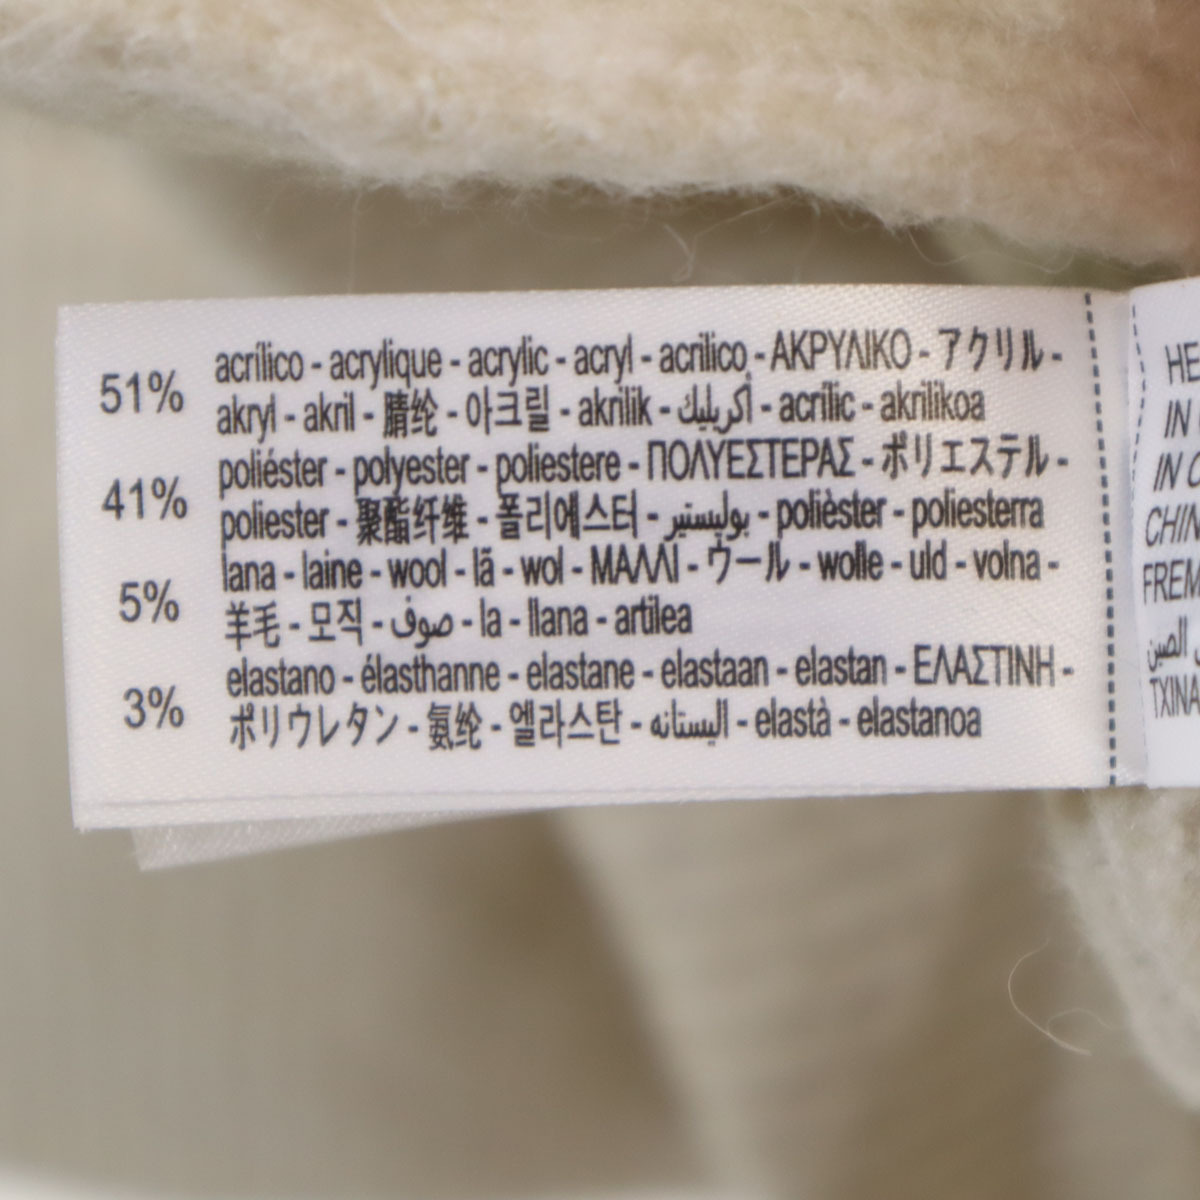 51% acrílico - acrylique - acrylic - acryl - acrilico - ΑΚΡΥΛΙΚΟ - アクリル -
akryl - akril - 腈纶 - 아크릴 - akrilik - أكريليك - acrílic - akrilikoa
41% poliéster - polyester - poliestere - ΠΟΛΥΕΣΤΕΡΑΣ - ポリエステル -
poliester - 聚酯纤维 - 폴리에스터 - بوليستير - polièster - poliesterra
5% lana - laine - wool - lã - wol - ΜΑΛΛΙ - ウール - wolle - uld - volna -
羊毛 - 모직 - صوف - la - llana - artilea
3% elastano - élasthanne - elastane - elastaan - elastan - ΕΛΑΣΤΙΝΗ -
ポリウレタン - 氨纶 - 엘라스탄 - اليستانه - elastà - elastanoa
HE
IN
IN C
CHIN
FREM
الصين
TXINA